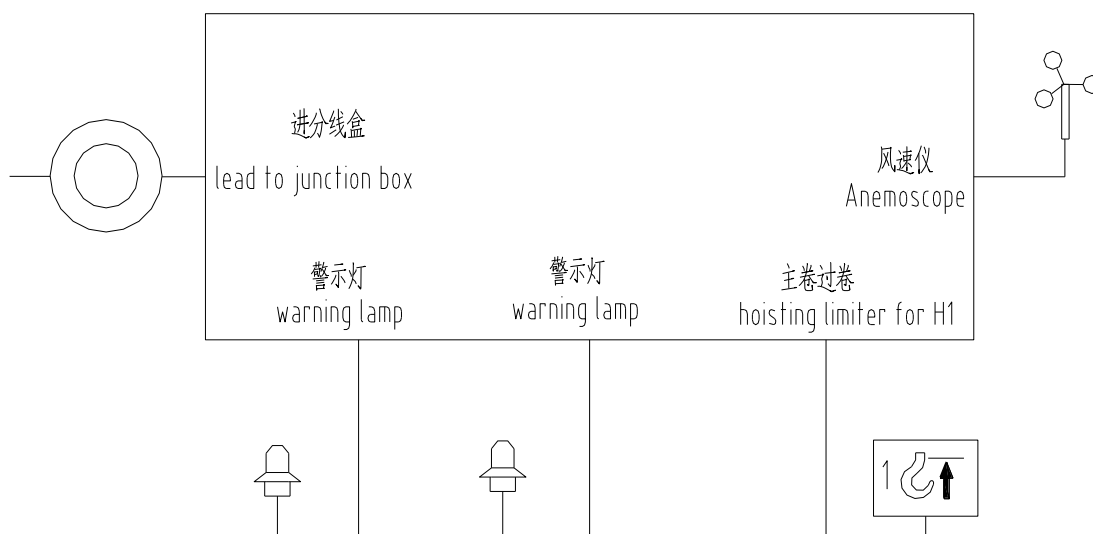 进分线盒
lead to junction box
风速仪
Anemoscope
警示灯
warning lamp
警示灯
warning lamp
主卷过卷
hoisting limiter for H1
1